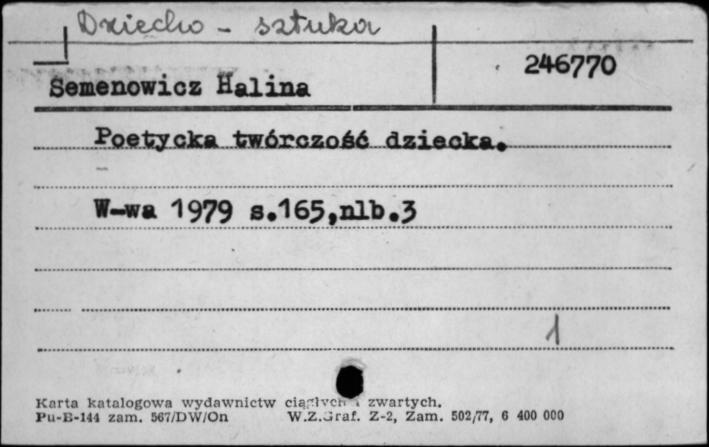 Dziecko - sztuka
246770
Semenowicz Halina
Poetycka twórczość dziecka.
W-wa 1979 s.165,nlb.3
1
Karta katalogowa wydawnictw ciągłych i zwartych.
Pu-B-144 zam. 567/DW/On W.Z.Graf. Z-2, Zam. 502/77, 6 400 000